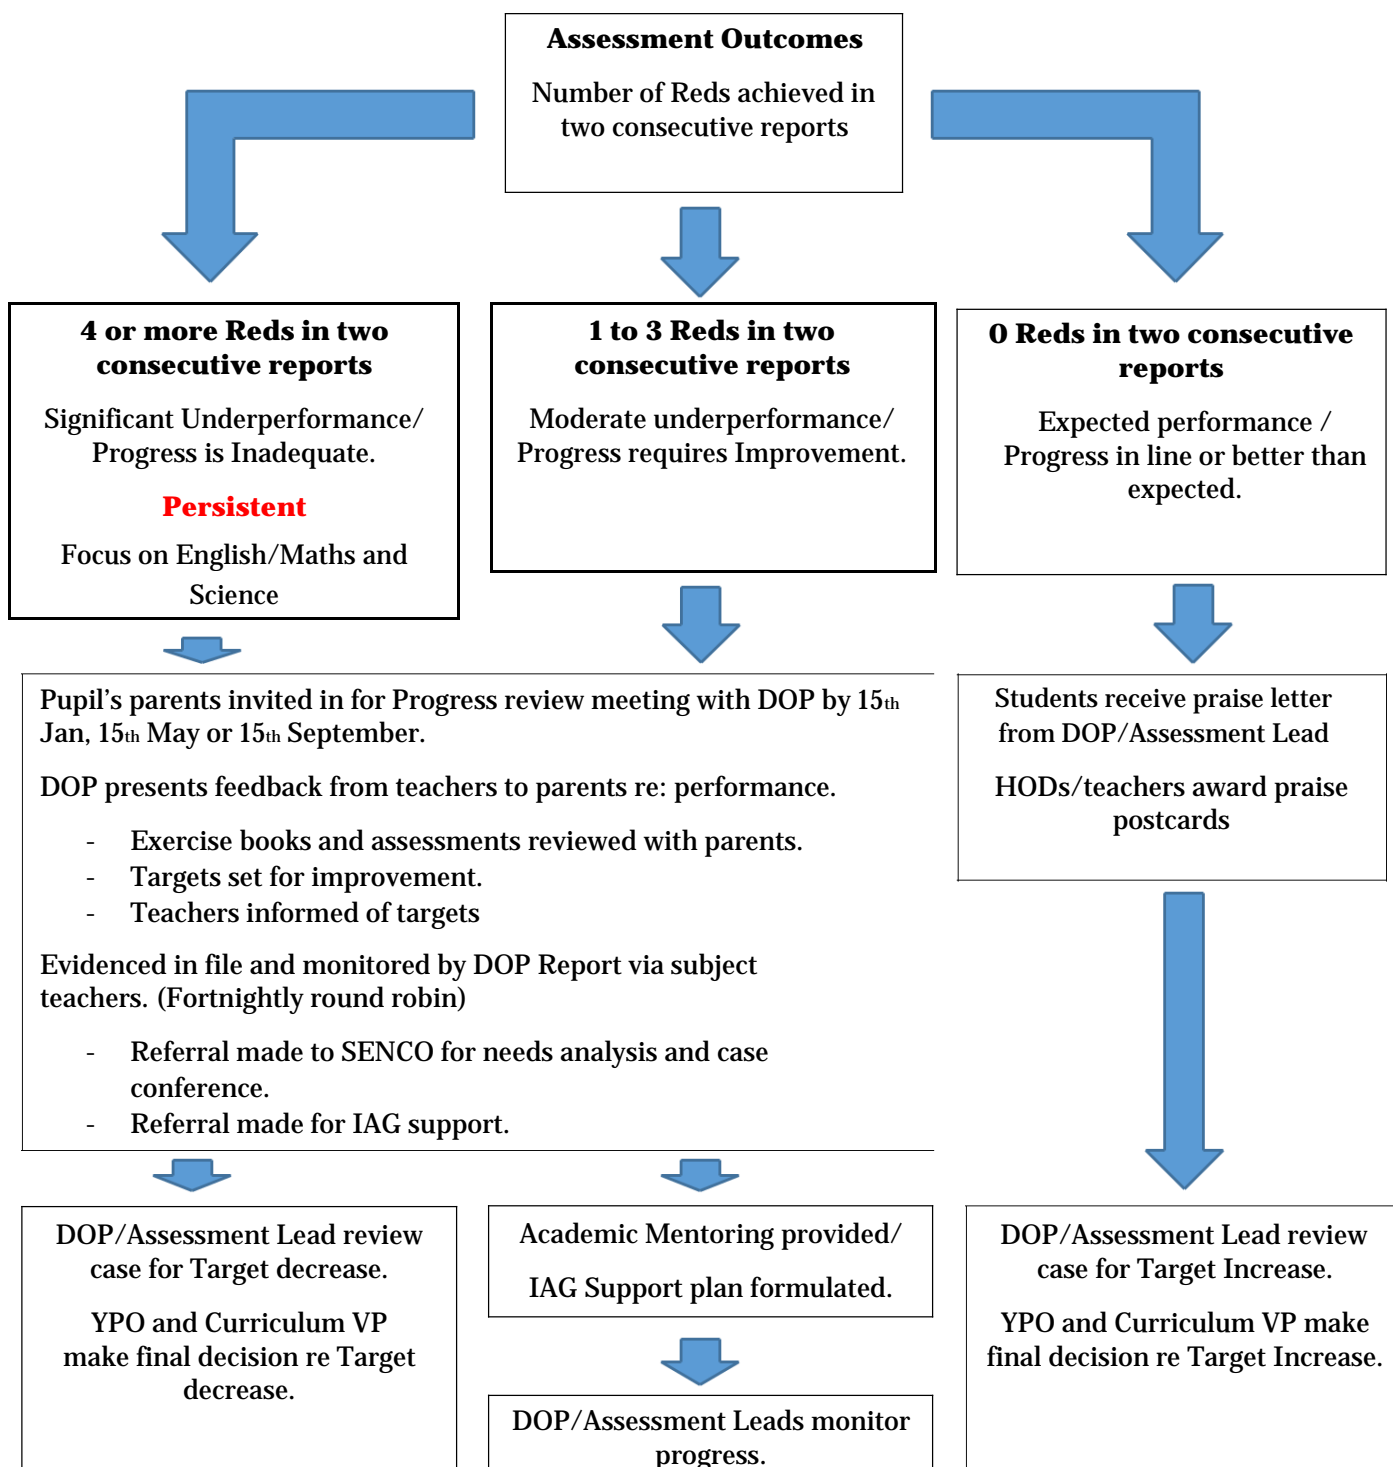 Assessment Outcomes
Number of Reds achieved in
two consecutive reports
4 or more Reds in two
consecutive reports
Significant Underperformance/
Progress is Inadequate.
Persistent
Focus on English/Maths and
Science
1 to 3 Reds in two
consecutive reports
Moderate underperformance/
Progress requires Improvement.
0 Reds in two consecutive
reports
Expected performance /
Progress in line or better than
expected.
Pupil's parents invited in for Progress review meeting with DOP by 15th
Jan, 15th May or 15th September.
DOP presents feedback from teachers to parents re: performance.
- Exercise books and assessments reviewed with parents.
- Targets set for improvement.
- Teachers informed of targets
Evidenced in file and monitored by DOP Report via subject
teachers. (Fortnightly round robin)
- Referral made to SENCO for needs analysis and case
conference.
- Referral made for IAG support.
Students receive praise letter
from DOP/Assessment Lead
HODs/teachers award praise
postcards
DOP/Assessment Lead review
case for Target decrease.
YPO and Curriculum VP
make final decision re Target
decrease.
Academic Mentoring provided/
IAG Support plan formulated.
DOP/Assessment Leads monitor
progress.
DOP/Assessment Lead review
case for Target Increase.
YPO and Curriculum VP make
final decision re Target Increase.